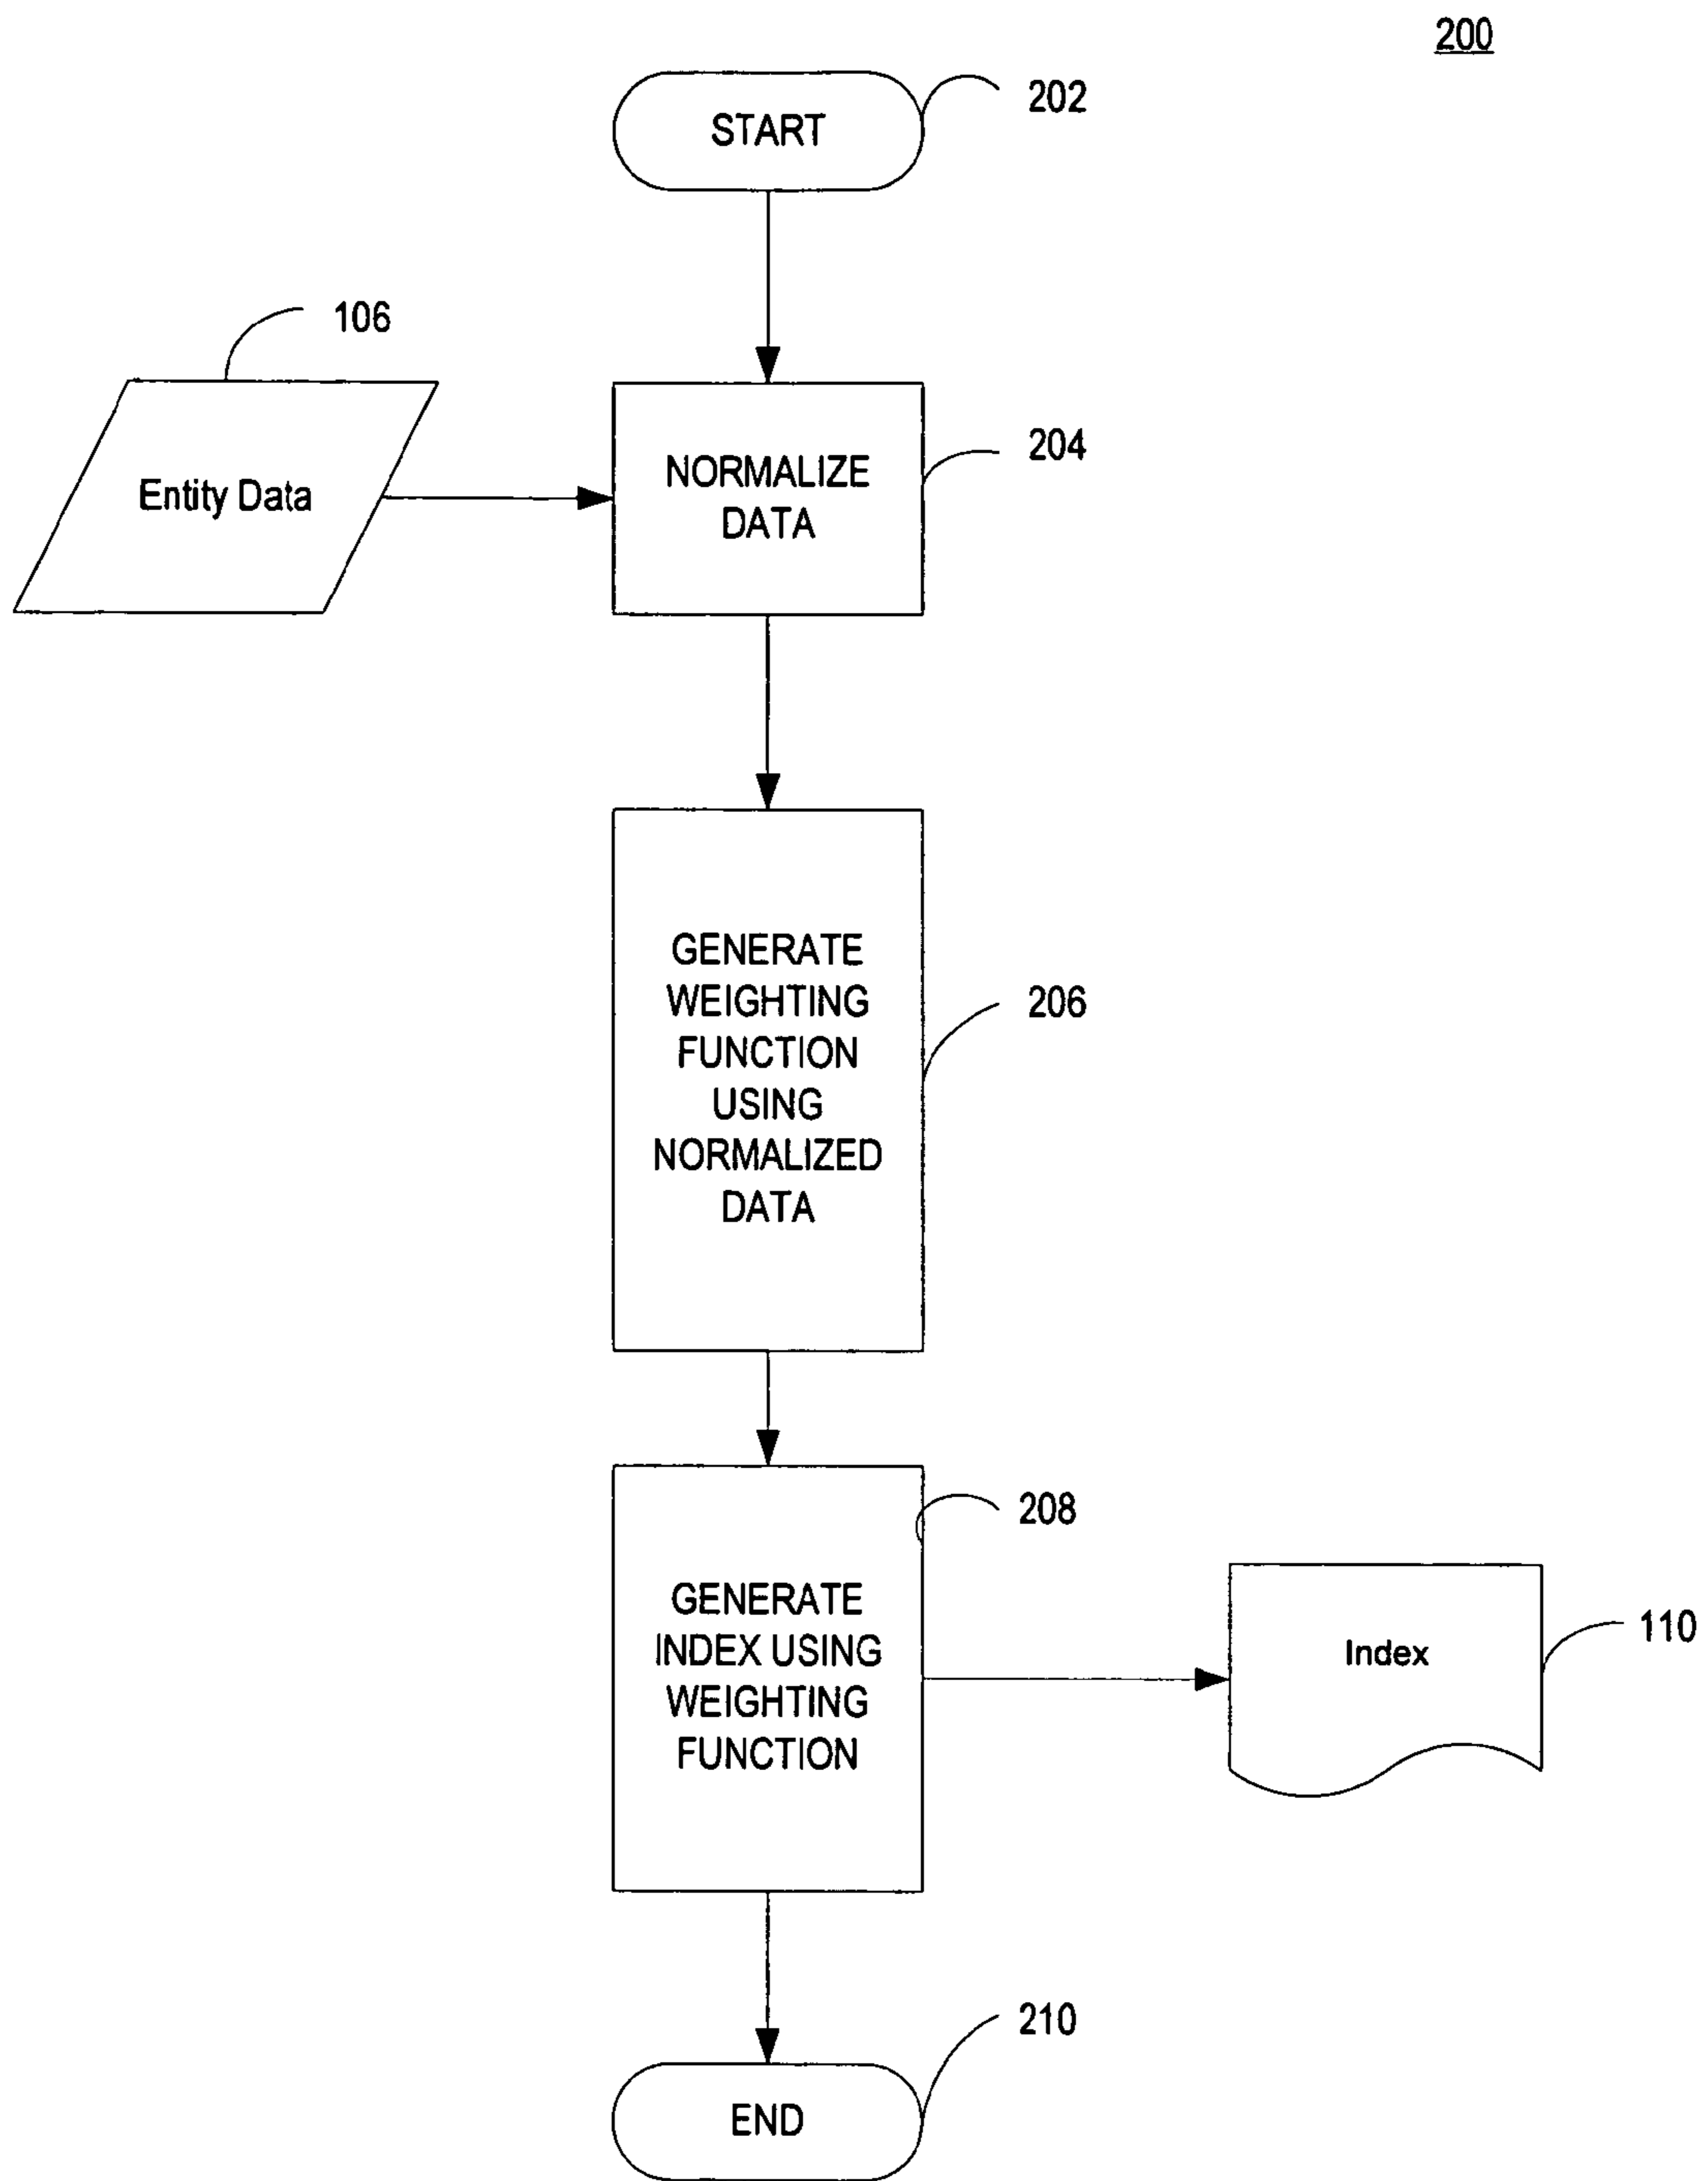 200
START
202
106
Entity Data
NORMALIZE
DATA
204
GENERATE
WEIGHTING
FUNCTION
USING
NORMALIZED
DATA
206
208
GENERATE
INDEX USING
WEIGHTING
FUNCTION
Index
110
210
END